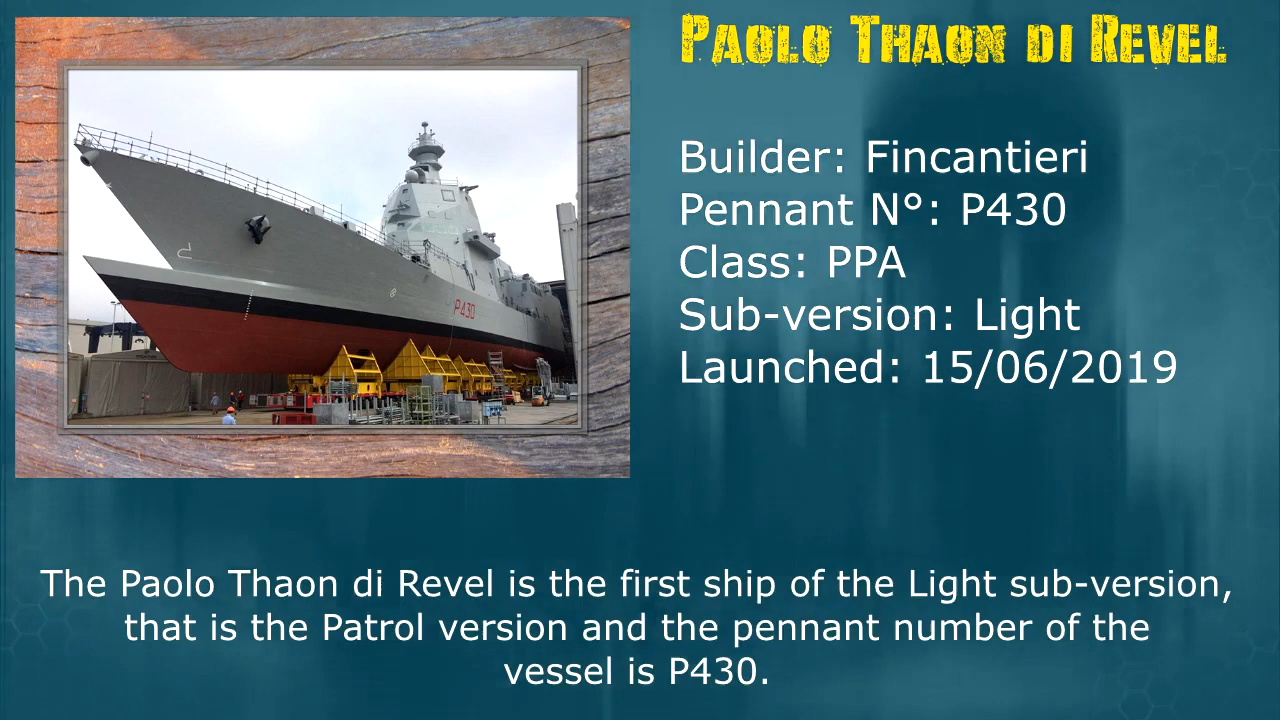 Paolo Thaon di Revel
Builder: Fincantieri
Pennant N°: P430
Class: PPA
Sub-version: Light
Launched: 15/06/2019
P430
The Paolo Thaon di Revel is the first ship of the Light sub-version,
that is the Patrol version and the pennant number of the
vessel is P430.